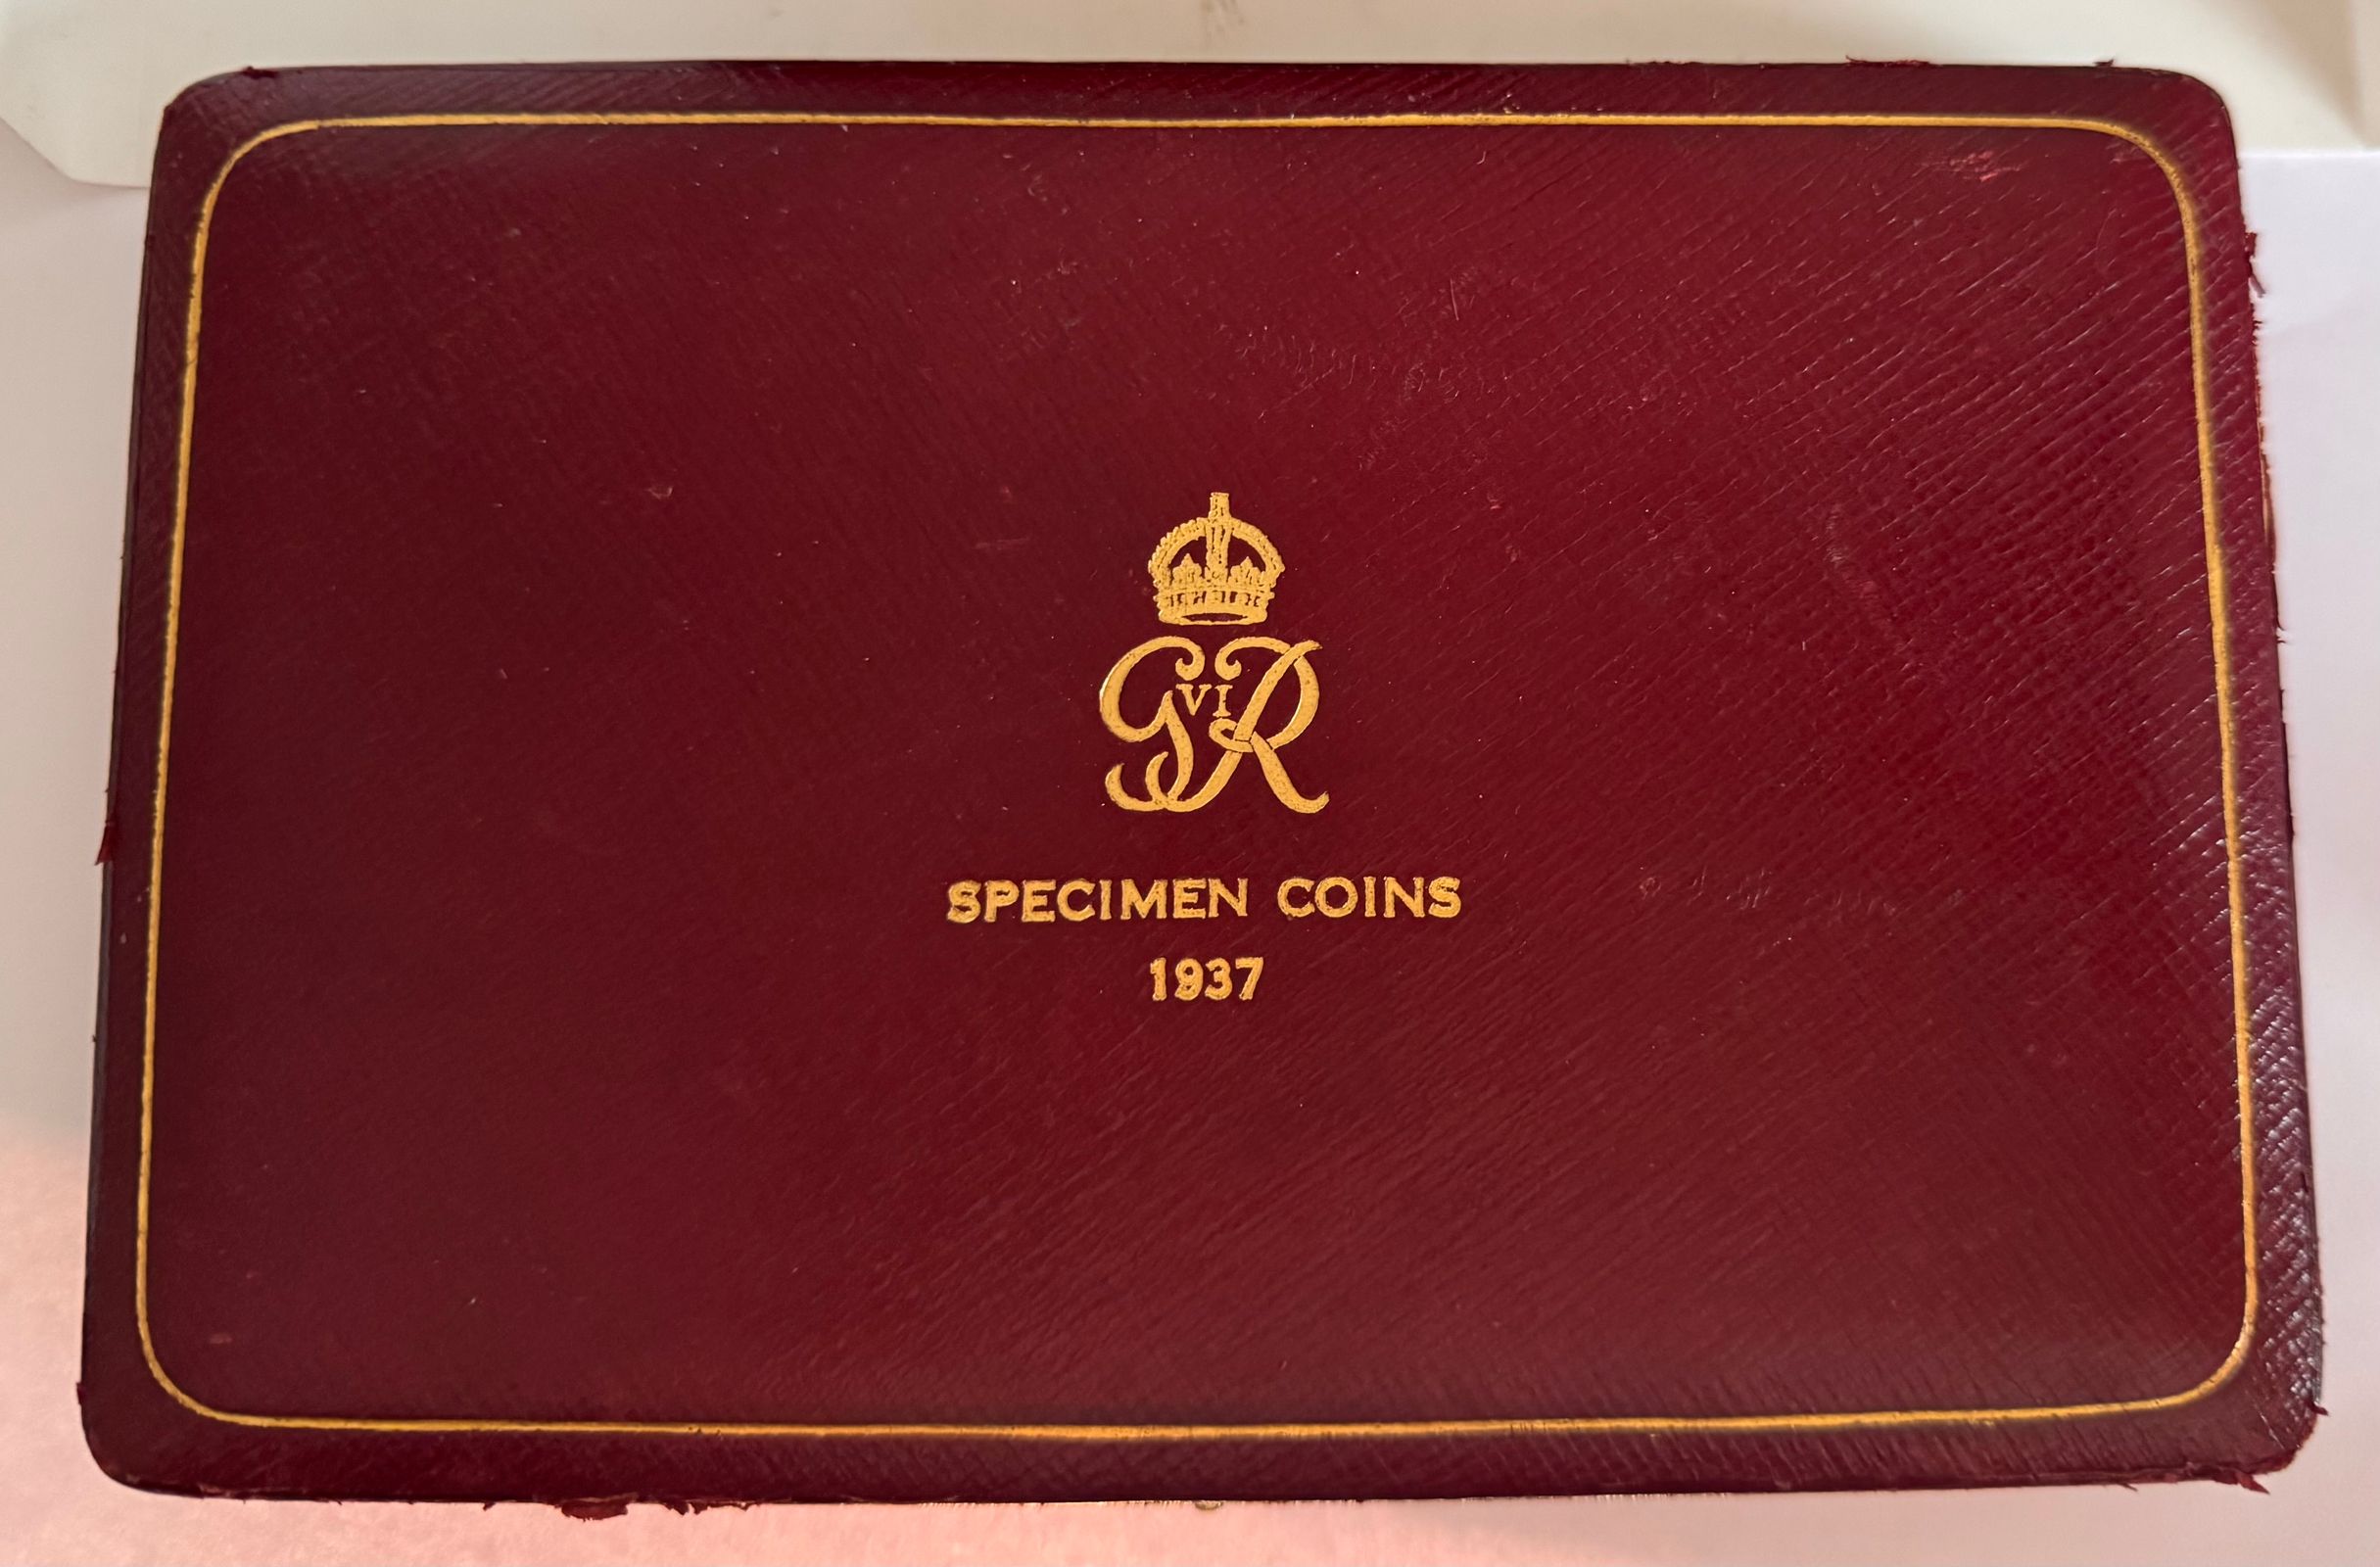 GVIR
SPECIMEN COINS
1937